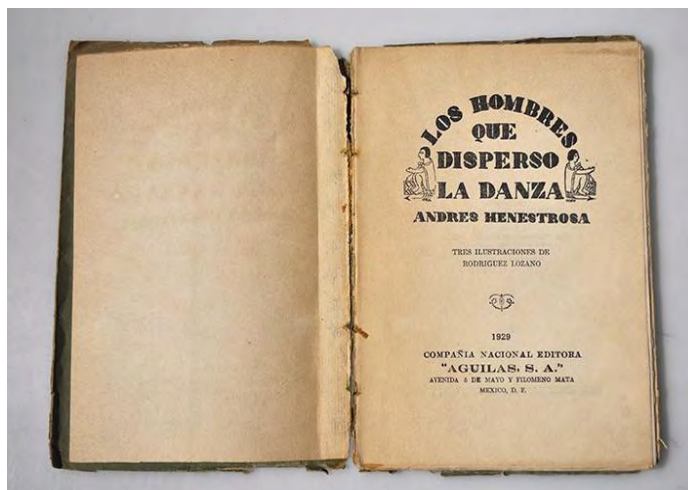 LOS HOMBRES
QUE
DISPERSO
LA DANZA
ANDRES HENESTROSA
TRES ILUSTRACIONES DE
RODRIGUEZ LOZANO
1929
COMPAÑIA NACIONAL EDITORA
"AGUILAS, S. A."
AVENIDA 5 DE MAYO Y FILOMENO MATA
MEXICO, D. F.